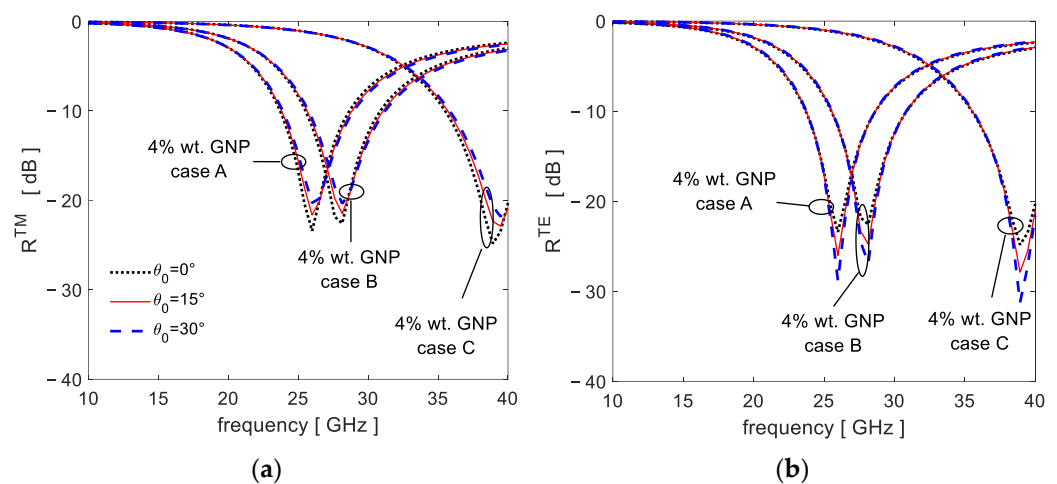 0
− 10
− 20
− 30
− 40
R^TM [ dB]
10
15
20
25
30
35
40
frequency [ GHz ]
4% wt. GNP
case A
4% wt. GNP
case B
4% wt. GNP
case C
θ₀=0°
θ₀=15°
θ₀=30°
(a)
0
− 10
− 20
− 30
− 40
R^TE [ dB]
10
15
20
25
30
35
40
frequency [ GHz ]
4% wt. GNP
case A
4% wt. GNP
case B
4% wt. GNP
case C
(b)